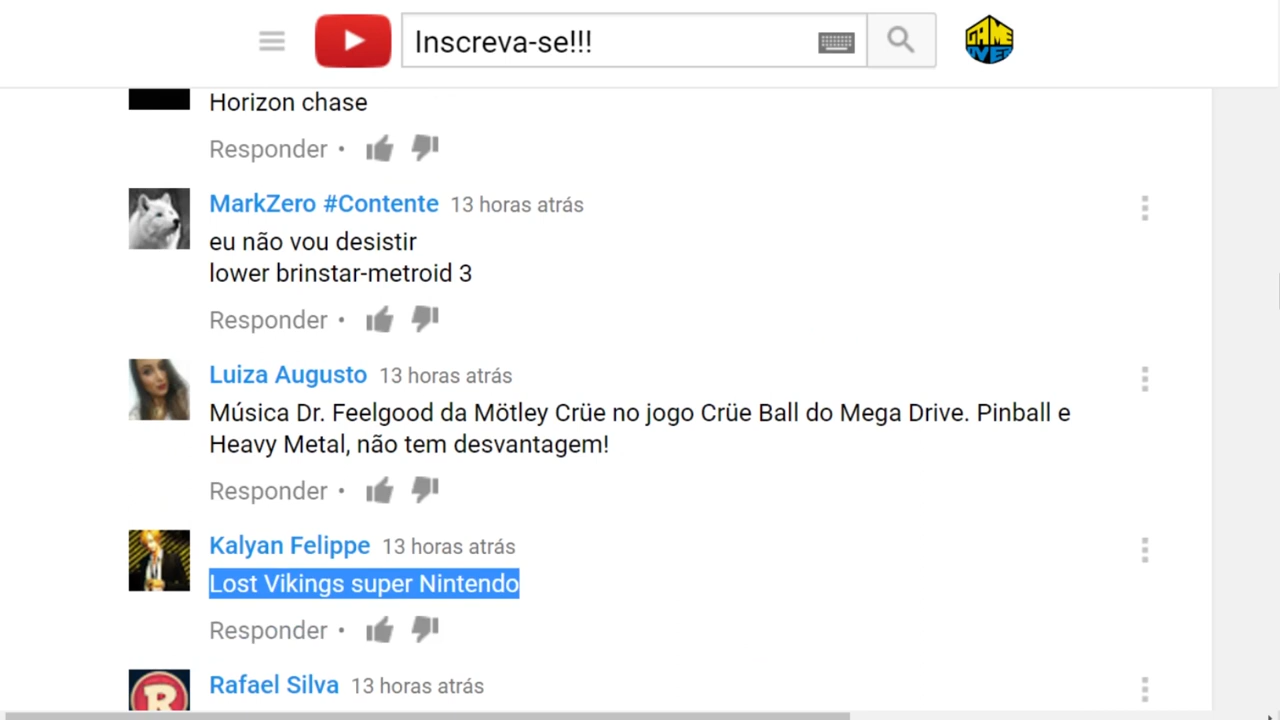 Inscreva-se!!!
GAME
OVER
Horizon chase
Responder •
MarkZero #Contente 13 horas atrás
eu não vou desistir
lower brinstar-metroid 3
Responder •
Luiza Augusto 13 horas atrás
Música Dr. Feelgood da Mötley Crüe no jogo Crüe Ball do Mega Drive. Pinball e
Heavy Metal, não tem desvantagem!
Responder •
Kalyan Felippe 13 horas atrás
Lost Vikings super Nintendo
Responder •
R
Rafael Silva 13 horas atrás